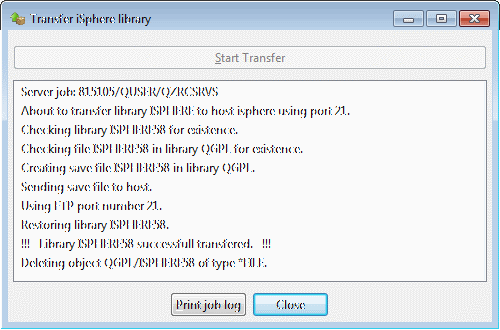 Transfer iSphere library
Start Transfer
Server job: 815105/QUSER/QZRCSRVS
About to transfer library ISPHERE to host isphere using port 21.
Checking library ISPHERE58 for existence.
Checking file ISPHERE58 in library QGPL for existence.
Creating save file ISPHERE58 in library QGPL.
Sending save file to host.
Using FTP port number 21.
Restoring library ISPHERE58.
!!!   Library ISPHERE58 successfull transfered.   !!!
Deleting object QGPL/ISPHERE58 of type *FILE.
Print job log
Close